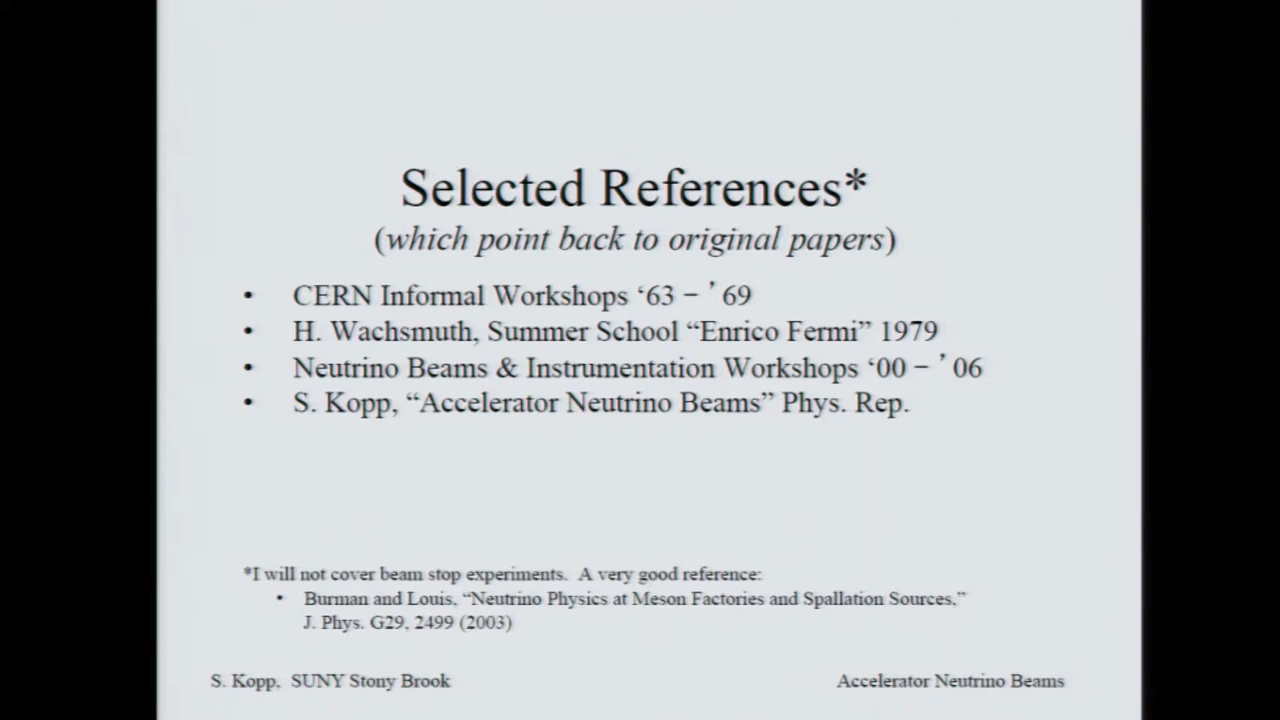 Selected References*
(which point back to original papers)
• CERN Informal Workshops ‘63 – ’69
• H. Wachsmuth, Summer School “Enrico Fermi” 1979
• Neutrino Beams & Instrumentation Workshops ‘00 – ’06
• S. Kopp, “Accelerator Neutrino Beams” Phys. Rep.
*I will not cover beam stop experiments. A very good reference:
• Burman and Louis, “Neutrino Physics at Meson Factories and Spallation Sources,”
J. Phys. G29, 2499 (2003)
S. Kopp, SUNY Stony Brook
Accelerator Neutrino Beams